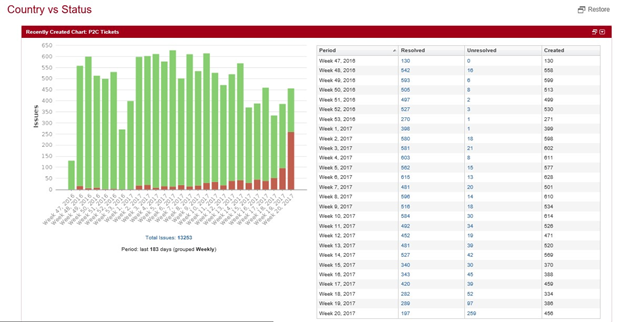 Country vs Status
Restore
Recently Created Chart: P2C Tickets
650
600
550
500
450
400
350
300
250
200
150
100
50
0
Issues
Total Issues: 13253
Period: last 183 days (grouped Weekly)
Period Resolved Unresolved Created
Week 47, 2016 130 0 130
Week 48, 2016 542 16 558
Week 49, 2016 593 6 599
Week 50, 2016 505 8 513
Week 51, 2016 497 2 499
Week 52, 2016 527 3 530
Week 53, 2016 270 1 271
Week 1, 2017 398 1 399
Week 2, 2017 580 18 598
Week 3, 2017 581 21 602
Week 4, 2017 603 8 611
Week 5, 2017 562 15 577
Week 6, 2017 615 13 628
Week 7, 2017 481 20 501
Week 8, 2017 596 14 610
Week 9, 2017 516 18 534
Week 10, 2017 584 30 614
Week 11, 2017 492 34 526
Week 12, 2017 452 19 471
Week 13, 2017 481 39 520
Week 14, 2017 527 42 569
Week 15, 2017 340 30 370
Week 16, 2017 343 45 388
Week 17, 2017 420 39 459
Week 18, 2017 282 52 334
Week 19, 2017 289 97 386
Week 20, 2017 197 259 456